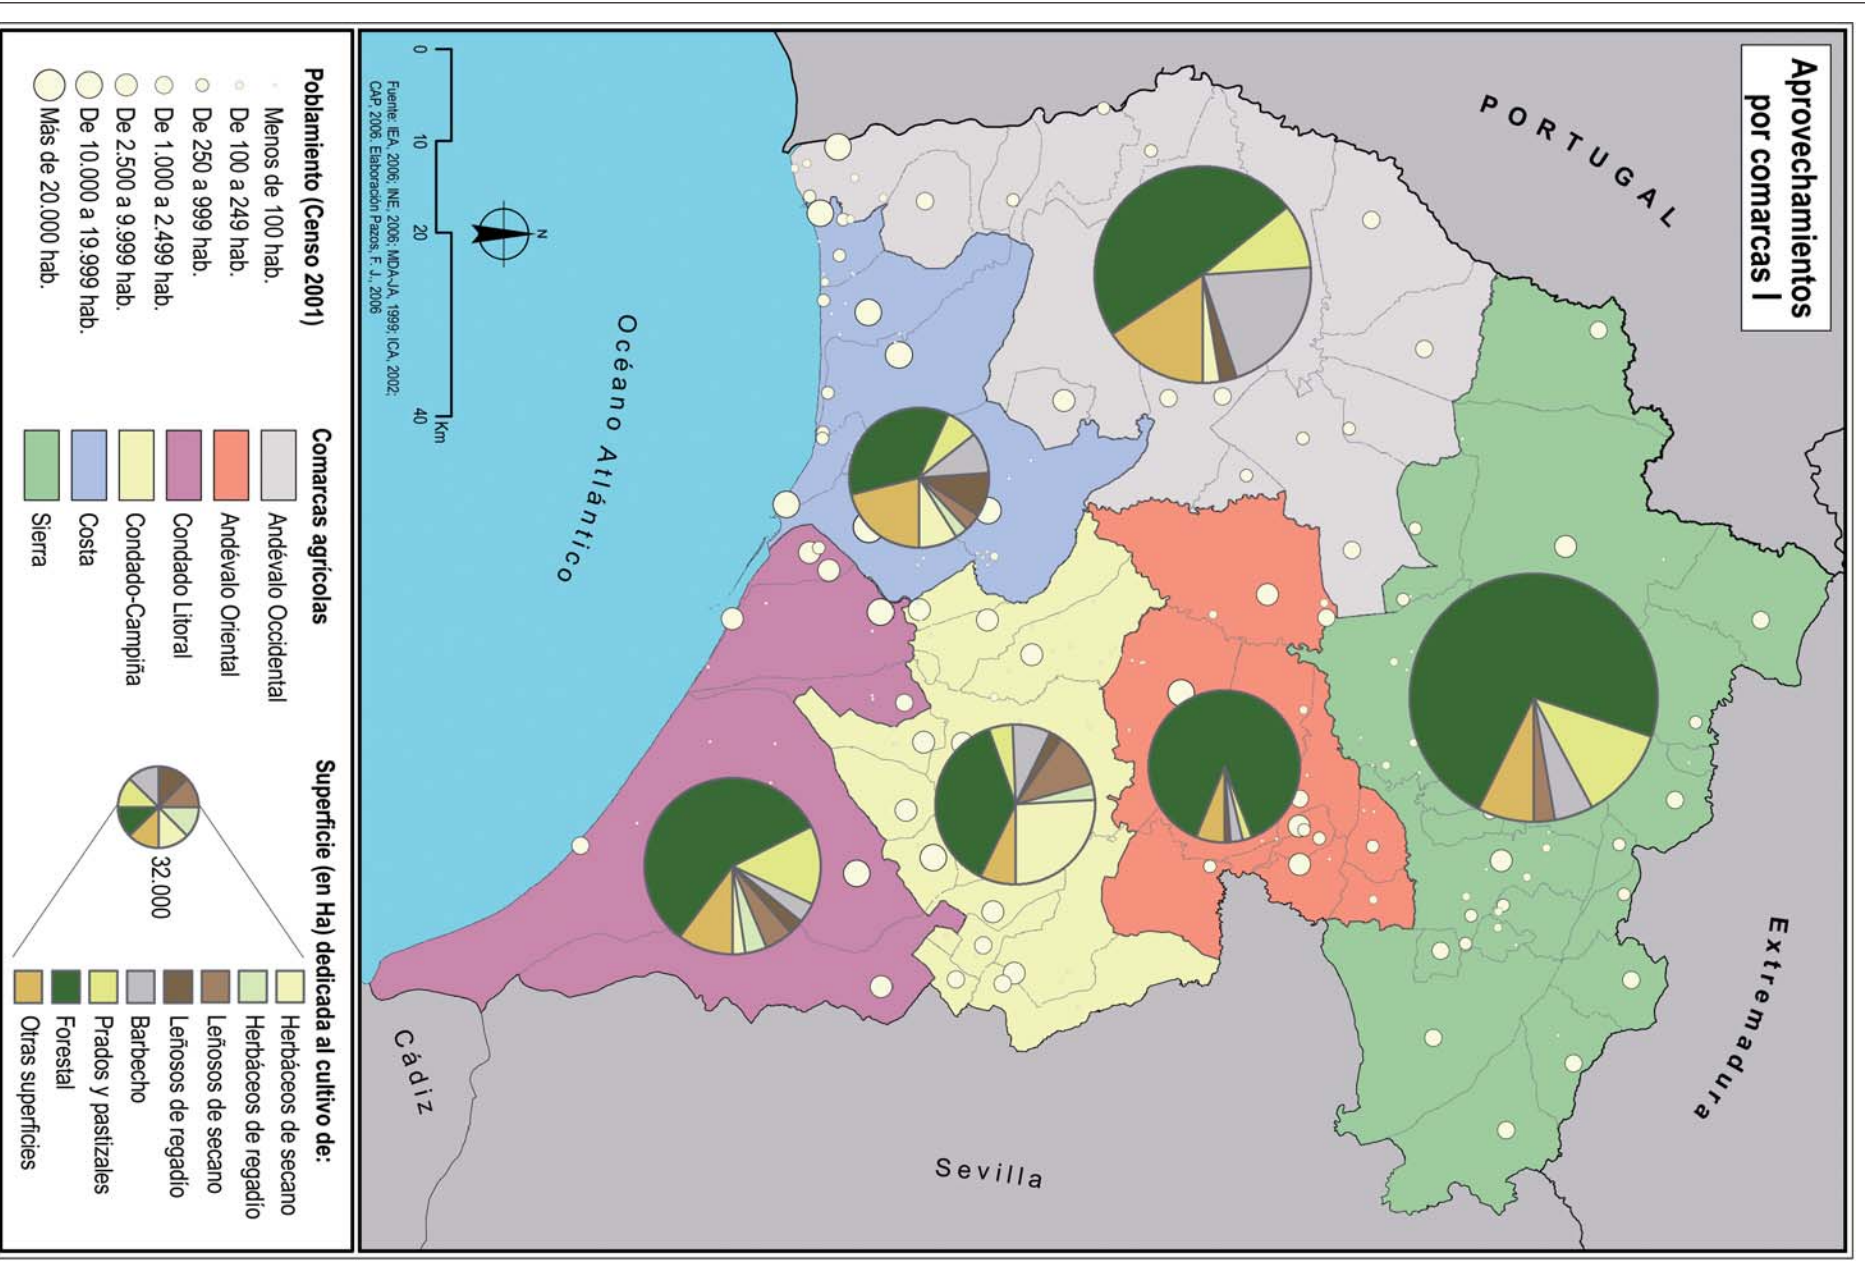 Aprovechamientos
por comarcas I
PORTUGAL
Extremadura
Sevilla
Cádiz
Océano Atlántico
N
Km
0
10
20
40
Fuente: IEA, 2006; INE, 2006; MDA-JA, 1999; ICA, 2002;
CAP, 2006. Elaboración Pazos, F. J., 2006
Poblamiento (Censo 2001)
Menos de 100 hab.
De 100 a 249 hab.
De 250 a 999 hab.
De 1.000 a 2.499 hab.
De 2.500 a 9.999 hab.
De 10.000 a 19.999 hab.
Más de 20.000 hab.
Comarcas agrícolas
Andévalo Occidental
Andévalo Oriental
Condado Litoral
Condado-Campiña
Costa
Sierra
Superficie (en Ha) dedicada al cultivo de:
32.000
Herbáceos de secano
Herbáceos de regadío
Leñosos de secano
Leñosos de regadío
Barbecho
Prados y pastizales
Forestal
Otras superficies